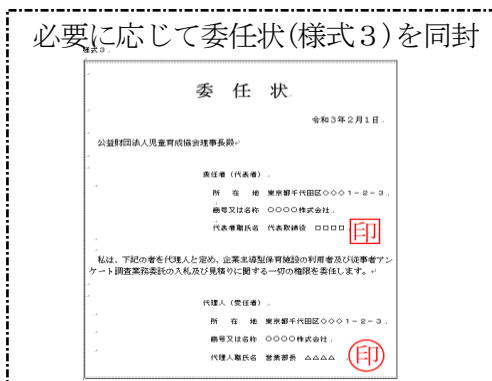 必要に応じて委任状(様式３)を同封
様式３
委 任 状
令和３年２月１日
公益財団法人児童育成協会理事長殿
委任者（代表者）
所 在 地 東京都千代田区◇◇◇１－２－３
商号又は名称 〇〇〇〇株式会社
代表者職氏名 代表取締役 □□□□ 印
私は、下記の者を代理人と定め、企業主導型保育施設の利用者及び従事者アン
ケート調査業務委託の入札及び見積りに関する一切の権限を委任します。
代理人（受任者）
所 在 地 東京都千代田区◇◇◇１－２－３
商号又は名称 〇〇〇〇株式会社
代理人職氏名 営業部長 △△△△ 印